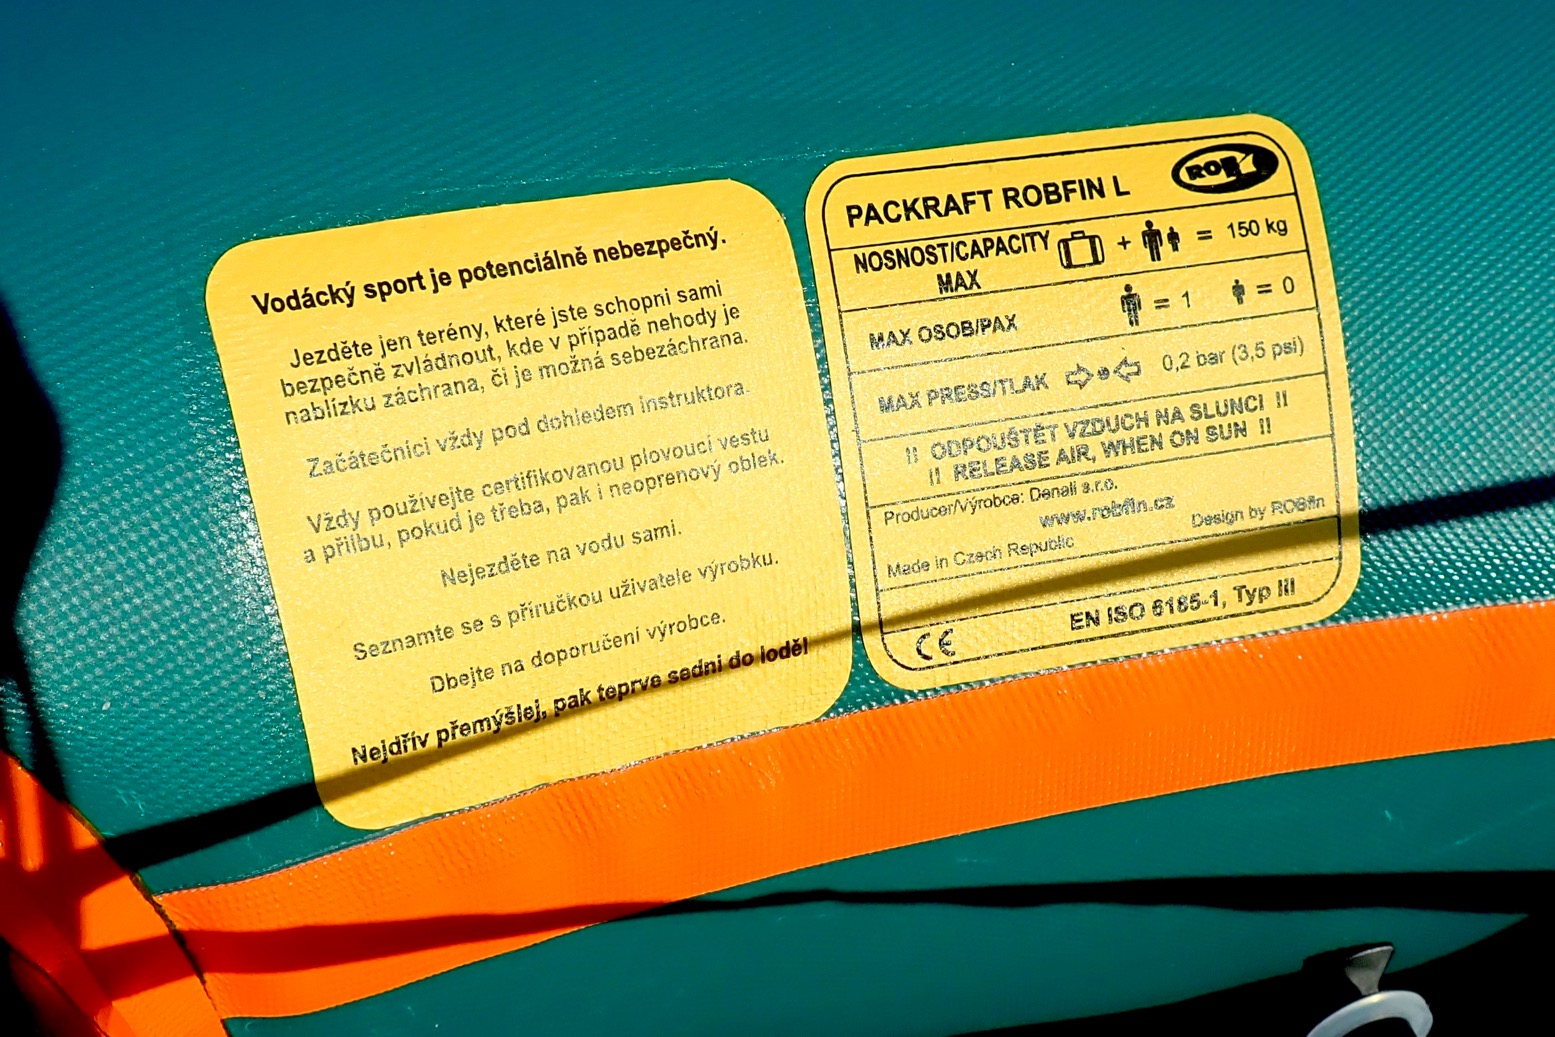 Vodácký sport je potenciálně nebezpečný.
Jezděte jen terény, které jste schopni sami
bezpečně zvládnout, kde v případě nehody je
nablízku záchrana, či je možná sebezáchrana.
Začátečníci vždy pod dohledem instruktora.
Vždy používejte certifikovanou plovoucí vestu
a přilbu, pokud je třeba, pak i neoprenový oblek.
Nejezděte na vodu sami.
Seznamte se s příručkou uživatele výrobku.
Dbejte na doporučení výrobce.
Nejdřív přemýšlej, pak teprve sedni do lodě!
PACKRAFT ROBFIN L
NOSNOST/CAPACITY + = 150 kg
MAX
MAX OSOB/PAX = 1 = 0
MAX PRESS/TLAK 0,2 bar (3,5 psi)
!! ODPOUŠTĚT VZDUCH NA SLUNCI !!
!! RELEASE AIR, WHEN ON SUN !!
Producer/Výrobce: Denali s.r.o.
www.robfin.cz
Design by ROBfin
Made in Czech Republic
CE EN ISO 6185-1, Typ III